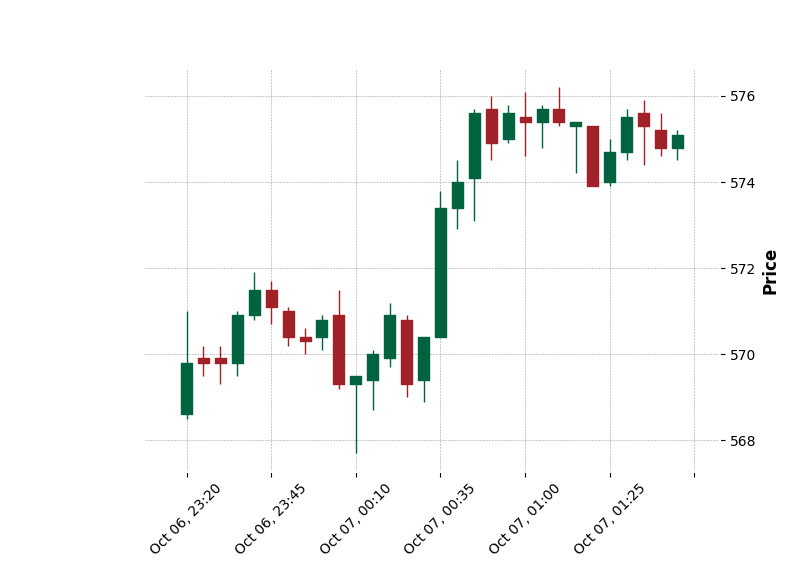 576
574
572
570
568
Price
Oct 06, 23:20
Oct 06, 23:45
Oct 07, 00:10
Oct 07, 00:35
Oct 07, 01:00
Oct 07, 01:25